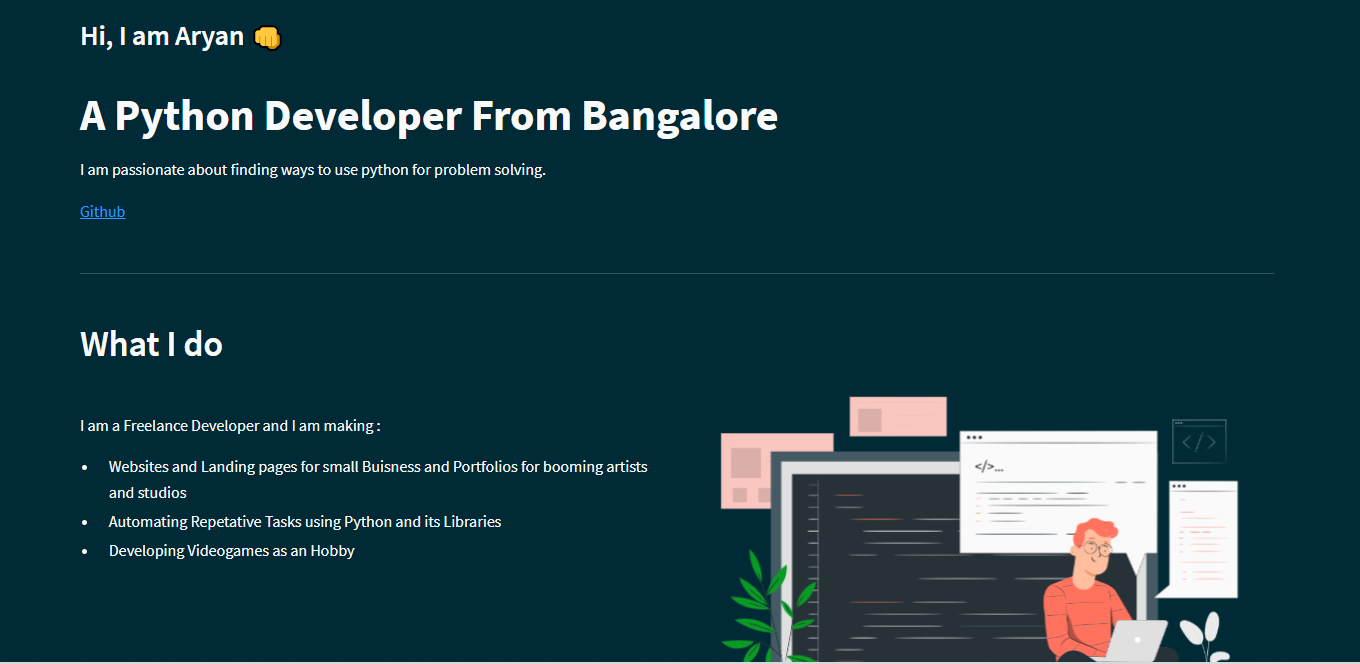 Hi, I am Aryan 👊
A Python Developer From Bangalore
I am passionate about finding ways to use python for problem solving.
Github
What I do
I am a Freelance Developer and I am making :
• Websites and Landing pages for small Buisness and Portfolios for booming artists
and studios
• Automating Repetative Tasks using Python and its Libraries
• Developing Videogames as an Hobby
</>...
</>